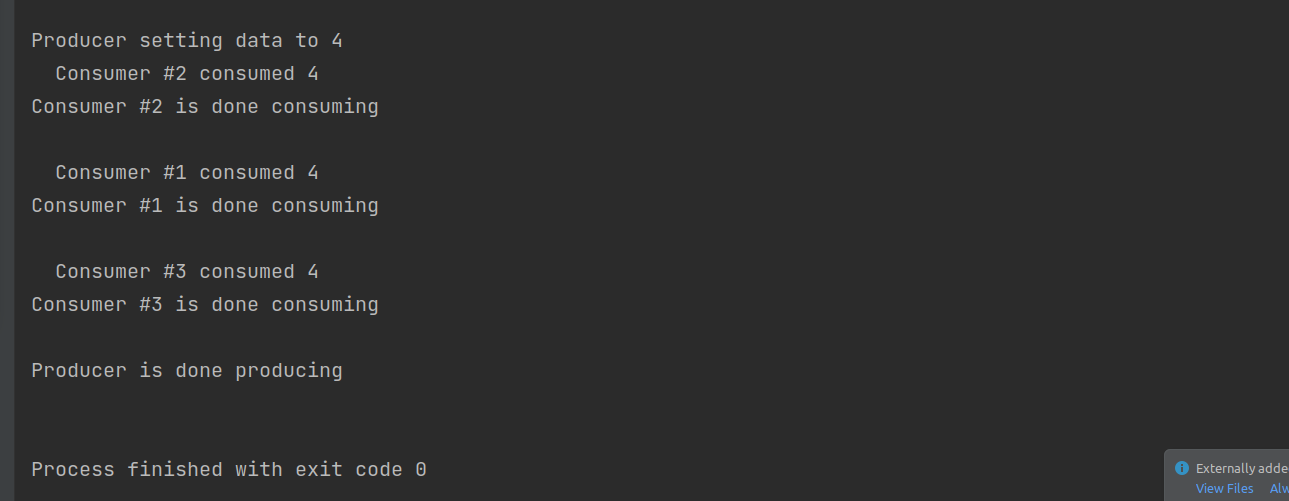 Producer setting data to 4
Consumer #2 consumed 4
Consumer #2 is done consuming
Consumer #1 consumed 4
Consumer #1 is done consuming
Consumer #3 consumed 4
Consumer #3 is done consuming
Producer is done producing
Process finished with exit code 0
Externally
View Files